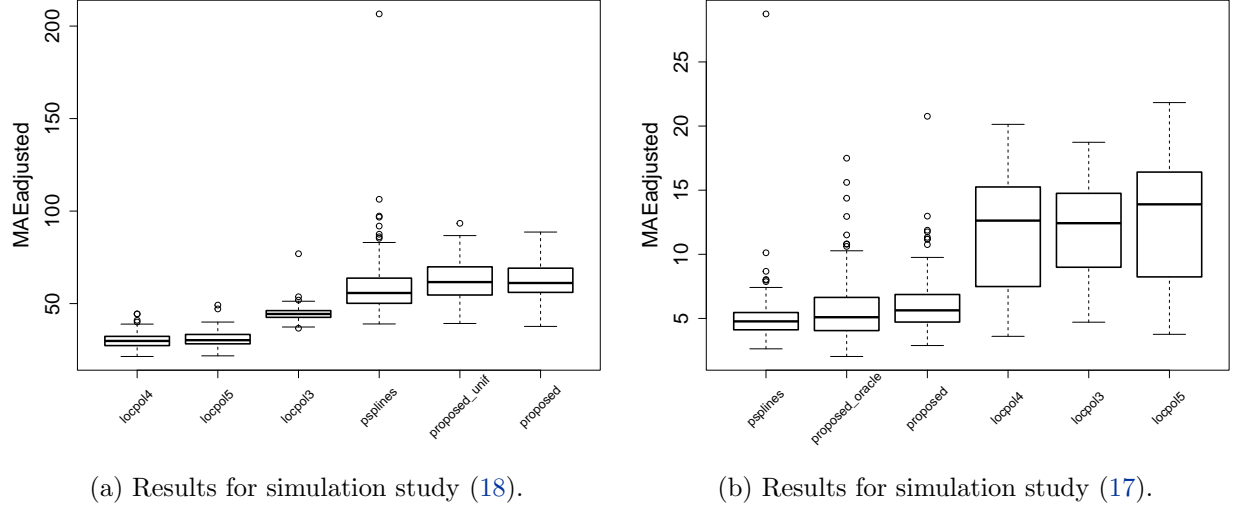 MAEadjusted
200
150
100
50
locpol4
locpol5
locpol3
psplines
proposed_unif
proposed
(a) Results for simulation study (18).
MAEadjusted
25
20
15
10
5
psplines
proposed_oracle
proposed
locpol4
locpol3
locpol5
(b) Results for simulation study (17).